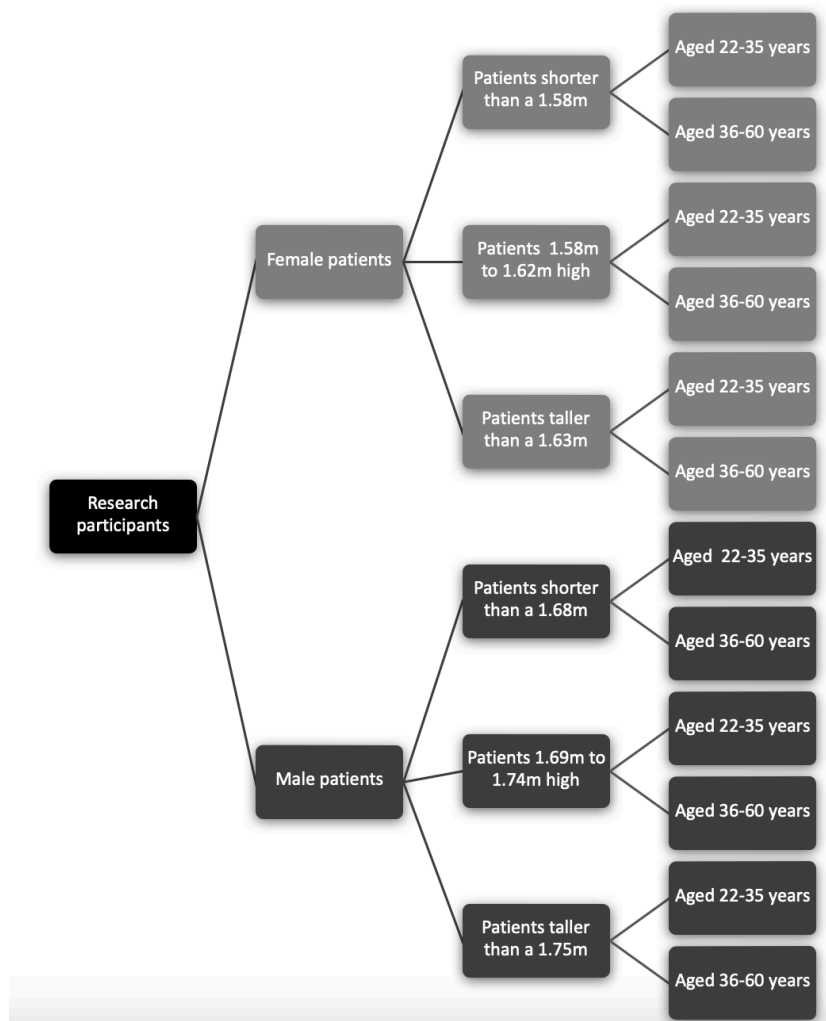 Research
participants
Female patients
Patients shorter
than a 1.58m
Aged 22-35 years
Aged 36-60 years
Patients 1.58m
to 1.62m high
Aged 22-35 years
Aged 36-60 years
Patients taller
than a 1.63m
Aged 22-35 years
Aged 36-60 years
Male patients
Patients shorter
than a 1.68m
Aged 22-35 years
Aged 36-60 years
Patients 1.69m to
1.74m high
Aged 22-35 years
Aged 36-60 years
Patients taller
than a 1.75m
Aged 22-35 years
Aged 36-60 years